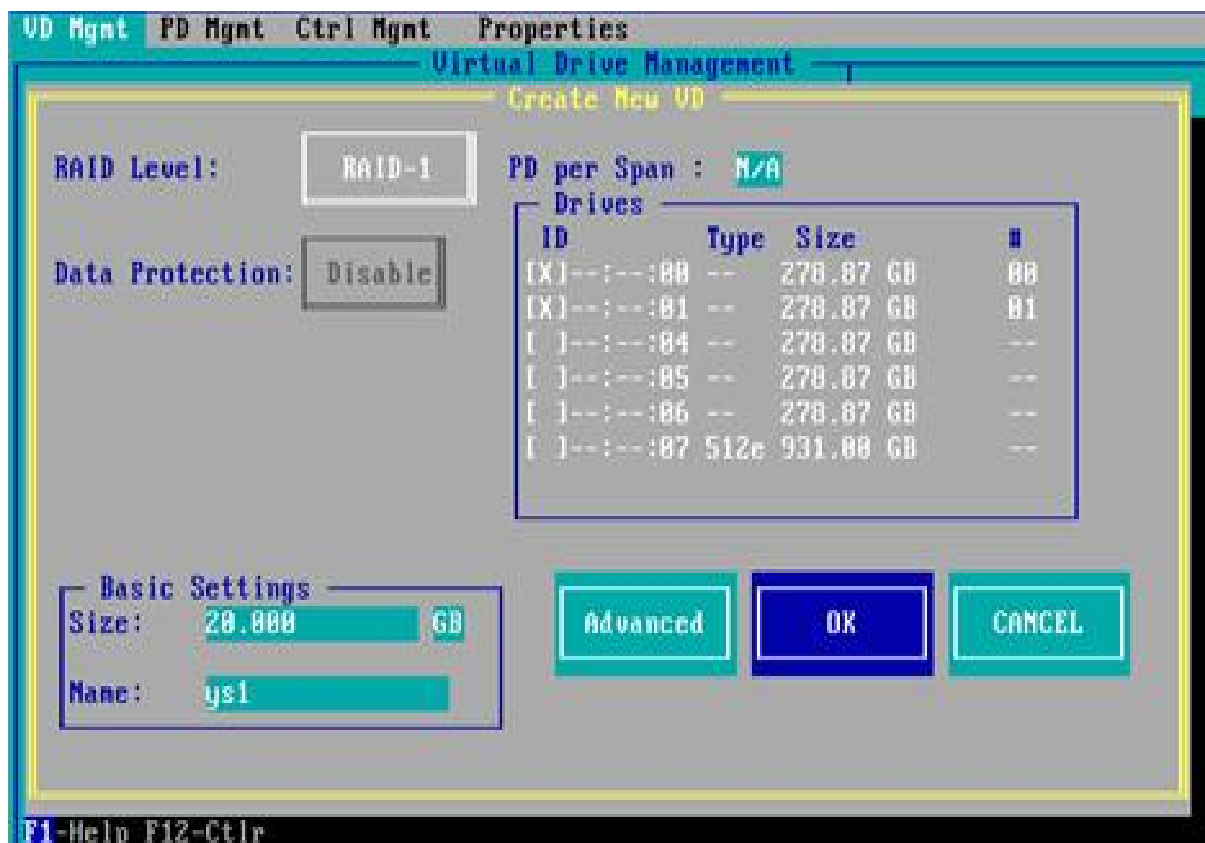 VD Mgmt PD Mgmt Ctrl Mgmt Properties
Virtual Drive Management
Create New VD
RAID Level: RAID-1 PD per Span : N/A
Drives
ID Type Size #
Data Protection: Disable
[X]--:--:00 -- 278.87 GB 00
[X]--:--:01 -- 278.87 GB 01
[ ]--:--:04 -- 278.87 GB --
[ ]--:--:05 -- 278.87 GB --
[ ]--:--:06 -- 278.87 GB --
[ ]--:--:07 512e 931.00 GB --
Basic Settings
Size: 20.000 GB
Name: ys1
Advanced OK CANCEL
F1-Help F12-Ctlr